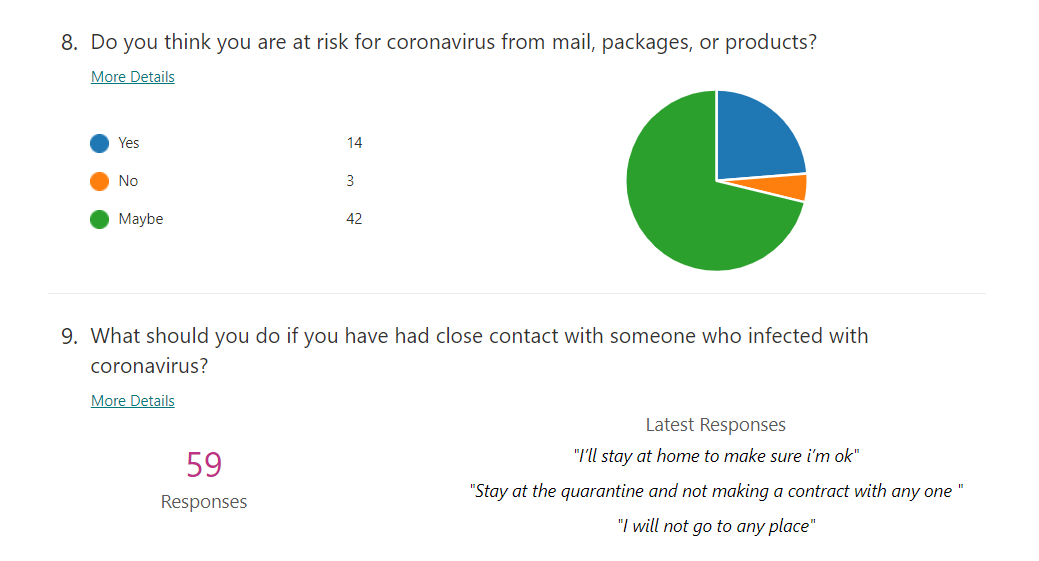 8. Do you think you are at risk for coronavirus from mail, packages, or products?
More Details
Yes 14
No 3
Maybe 42
9. What should you do if you have had close contact with someone who infected with
coronavirus?
More Details
59
Responses
Latest Responses
"I'll stay at home to make sure i'm ok"
"Stay at the quarantine and not making a contract with any one "
"I will not go to any place"